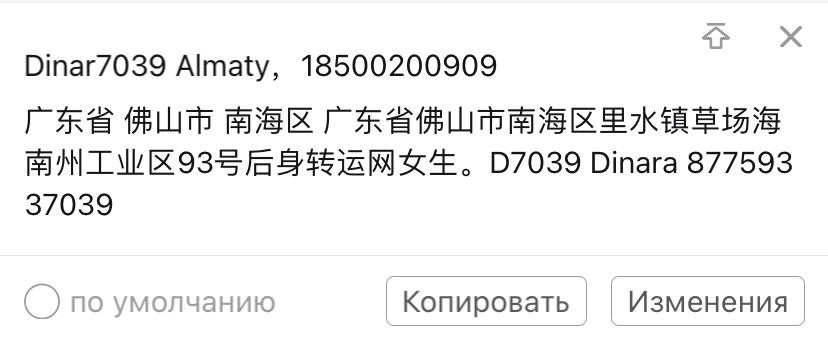 Dinar7039 Almaty，18500200909
广东省 佛山市 南海区 广东省佛山市南海区里水镇草场海
南州工业区93号后身转运网女生。D7039 Dinara 877593
37039
по умолчанию
Копировать
Изменения